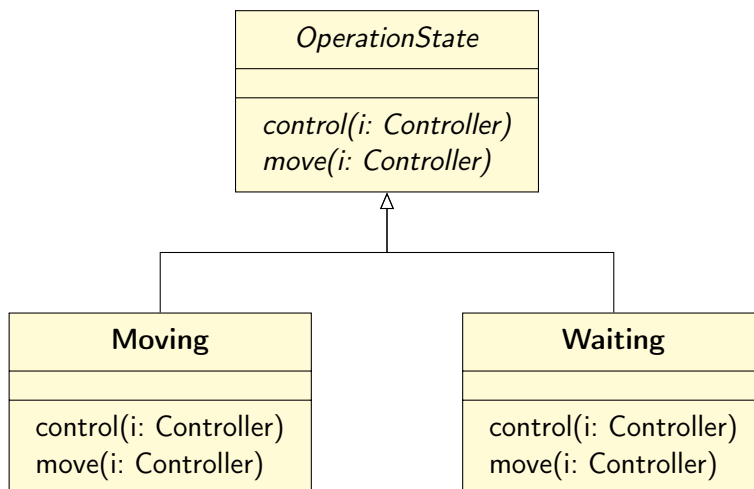 OperationState
control(i: Controller)
move(i: Controller)
Moving
control(i: Controller)
move(i: Controller)
Waiting
control(i: Controller)
move(i: Controller)